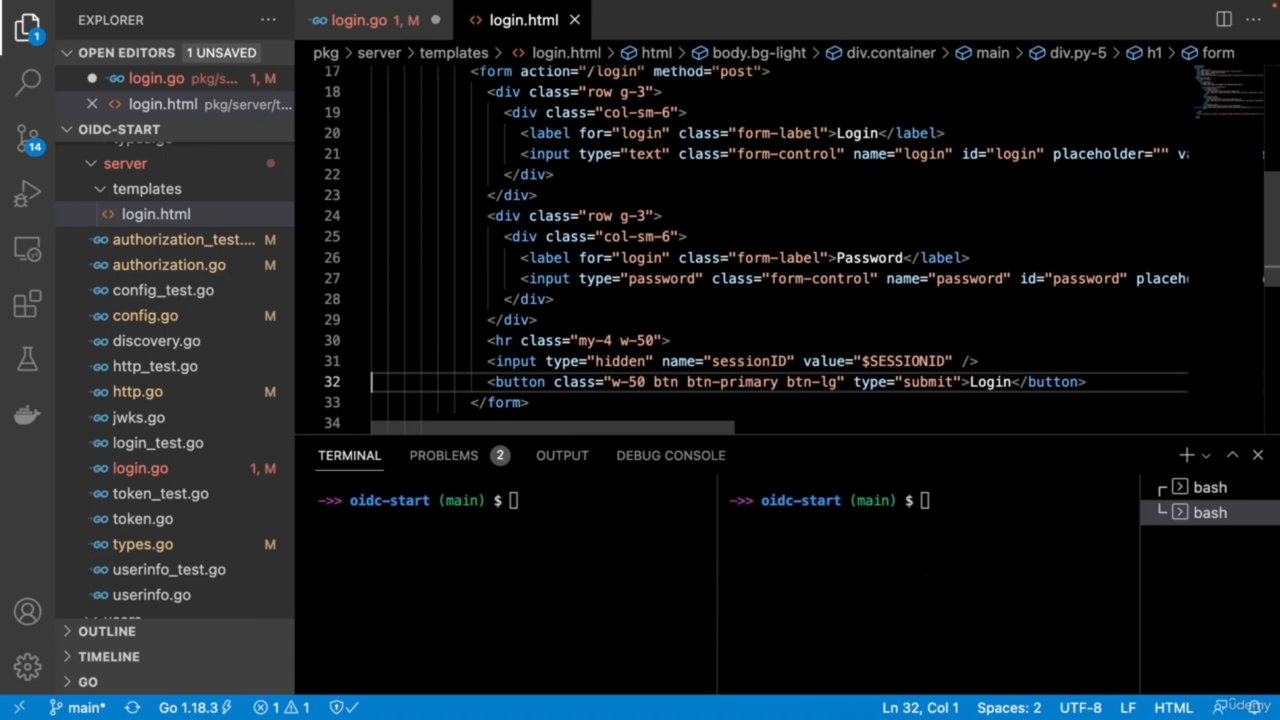 EXPLORER
OPEN EDITORS 1 UNSAVED
login.go pkg/s... 1, M
login.html pkg/server/t...
OIDC-START
server
templates
login.html
authorization_test.... M
authorization.go M
config_test.go
config.go M
discovery.go
http_test.go
http.go M
jwks.go
login_test.go
login.go 1, M
token_test.go
token.go
types.go M
userinfo_test.go
userinfo.go
OUTLINE
TIMELINE
GO
1
14
login.go 1, M
login.html
pkg > server > templates > login.html > html > body.bg-light > div.container > main > div.py-5 > h1 > form
17 <form action="/login" method="post">
18 <div class="row g-3">
19 <div class="col-sm-6">
20 <label for="login" class="form-label">Login</label>
21 <input type="text" class="form-control" name="login" id="login" placeholder="" va
22 </div>
23 </div>
24 <div class="row g-3">
25 <div class="col-sm-6">
26 <label for="login" class="form-label">Password</label>
27 <input type="password" class="form-control" name="password" id="password" placeh
28 </div>
29 </div>
30 <hr class="my-4 w-50">
31 <input type="hidden" name="sessionID" value="$SESSIONID" />
32 <button class="w-50 btn btn-primary btn-lg" type="submit">Login</button>
33 </form>
34
TERMINAL PROBLEMS 2 OUTPUT DEBUG CONSOLE
->> oidc-start (main) $
->> oidc-start (main) $
bash
bash
main* Go 1.18.3 1 1
Ln 32, Col 1 Spaces: 2 UTF-8 LF HTML
Udemy